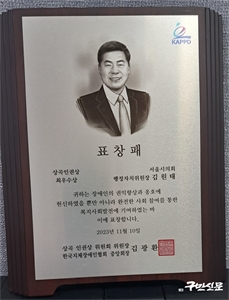 KAPPD
표창패
상곡인권상
최우수상
서울시의회
행정자치위원장 김원태
귀하는 장애인의 권익향상과 옹호에
헌신하였을 뿐만 아니라 완전한 사회 참여를 통한
복지사회발전에 기여하였는 바
이에 표창합니다.
2023년 11월 10일
상곡 인권상 위원회 위원장
한국지체장애인협회 중앙회장 김광환
구민신문